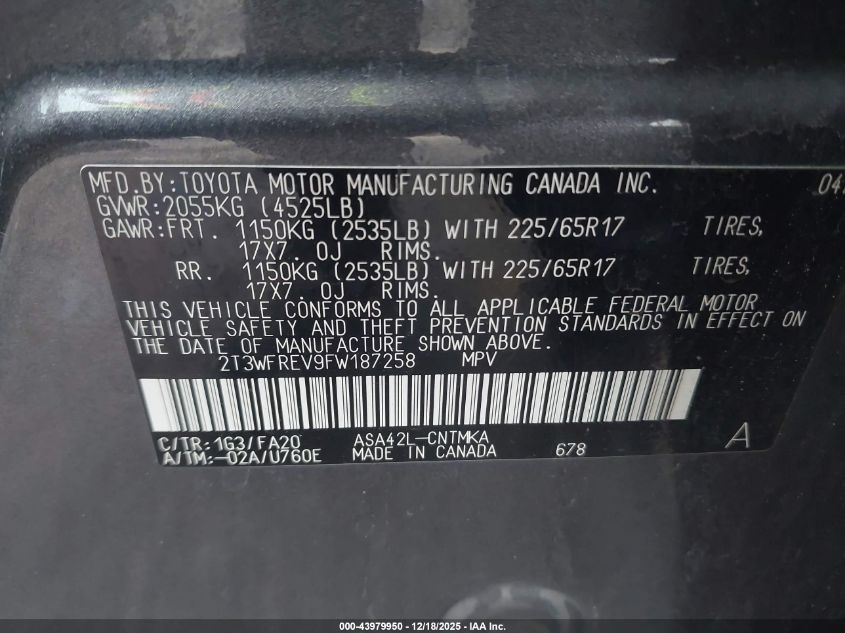 MFD.BY:TOYOTA MOTOR MANUFACTURING CANADA INC.
GVWR:2055KG (4525LB)
GAWR:FRT. 1150KG (2535LB) WITH 225/65R17 TIRES,
17X7. 0J RIMS.
RR. 1150KG (2535LB) WITH 225/65R17 TIRES,
17X7. 0J RIMS.
THIS VEHICLE CONFORMS TO ALL APPLICABLE FEDERAL MOTOR
VEHICLE SAFETY AND THEFT PREVENTION STANDARDS IN EFFECT ON
THE DATE OF MANUFACTURE SHOWN ABOVE.
2T3WFREV9FW187258 MPV
C/TR:1G3/FA20 ASA42L-CNTMKA A
A/TM:-02A/U760E MADE IN CANADA 678
000-43979950 - 12/18/2025 - IAA Inc.